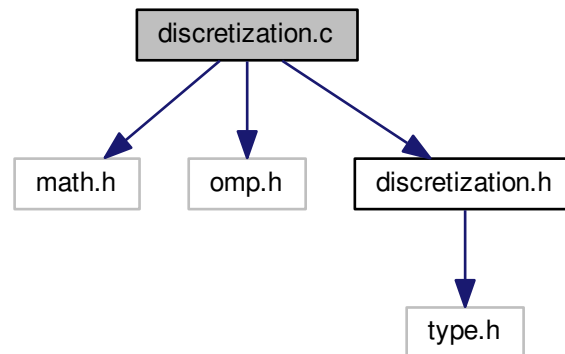 discretization.c
math.h
omp.h
discretization.h
type.h